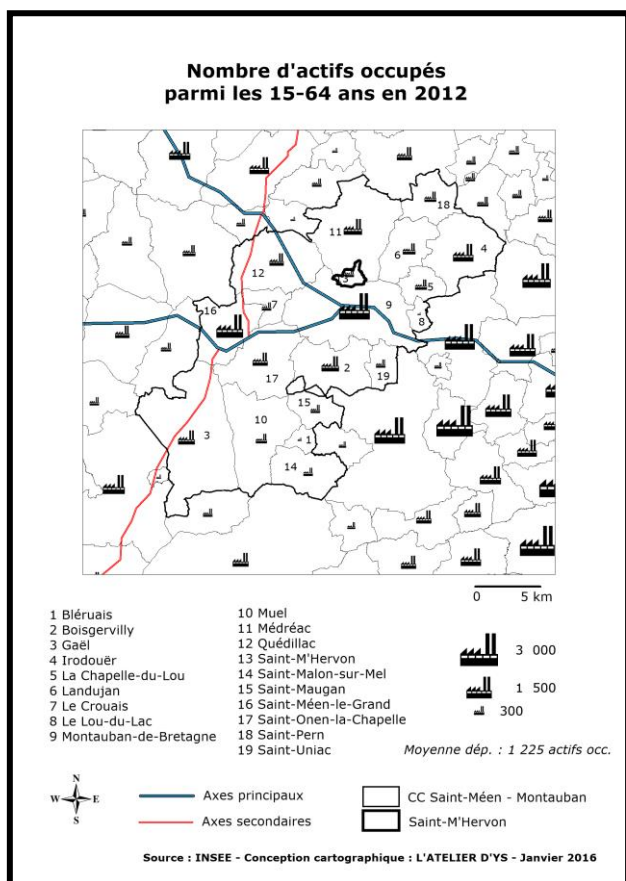 Nombre d'actifs occupés
parmi les 15-64 ans en 2012
18
11
4
6
12
3
5
16
7
9
8
2
19
17
15
10
3
1
14
0 5 km
1 Bléruais
2 Boisgervilly
3 Gaël
4 Irodouër
5 La Chapelle-du-Lou
6 Landujan
7 Le Crouais
8 Le Lou-du-Lac
9 Montauban-de-Bretagne
10 Muel
11 Médréac
12 Quédillac
13 Saint-M'Hervon
14 Saint-Malon-sur-Mel
15 Saint-Maugan
16 Saint-Méen-le-Grand
17 Saint-Onen-la-Chapelle
18 Saint-Pern
19 Saint-Uniac
3 000
1 500
300
Moyenne dép. : 1 225 actifs occ.
N
W E
S
Axes principaux
Axes secondaires
CC Saint-Méen - Montauban
Saint-M'Hervon
Source : INSEE - Conception cartographique : L'ATELIER D'YS - Janvier 2016